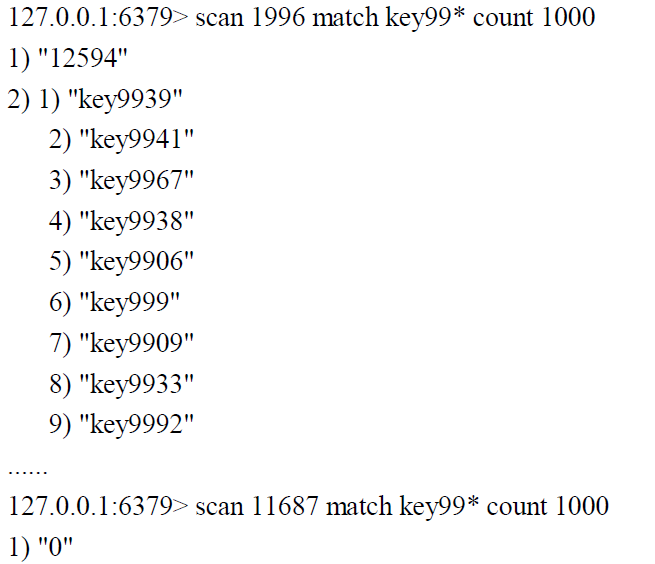 127.0.0.1:6379> scan 1996 match key99* count 1000
1) "12594"
2) 1) "key9939"
2) "key9941"
3) "key9967"
4) "key9938"
5) "key9906"
6) "key999"
7) "key9909"
8) "key9933"
9) "key9992"
......
127.0.0.1:6379> scan 11687 match key99* count 1000
1) "0"